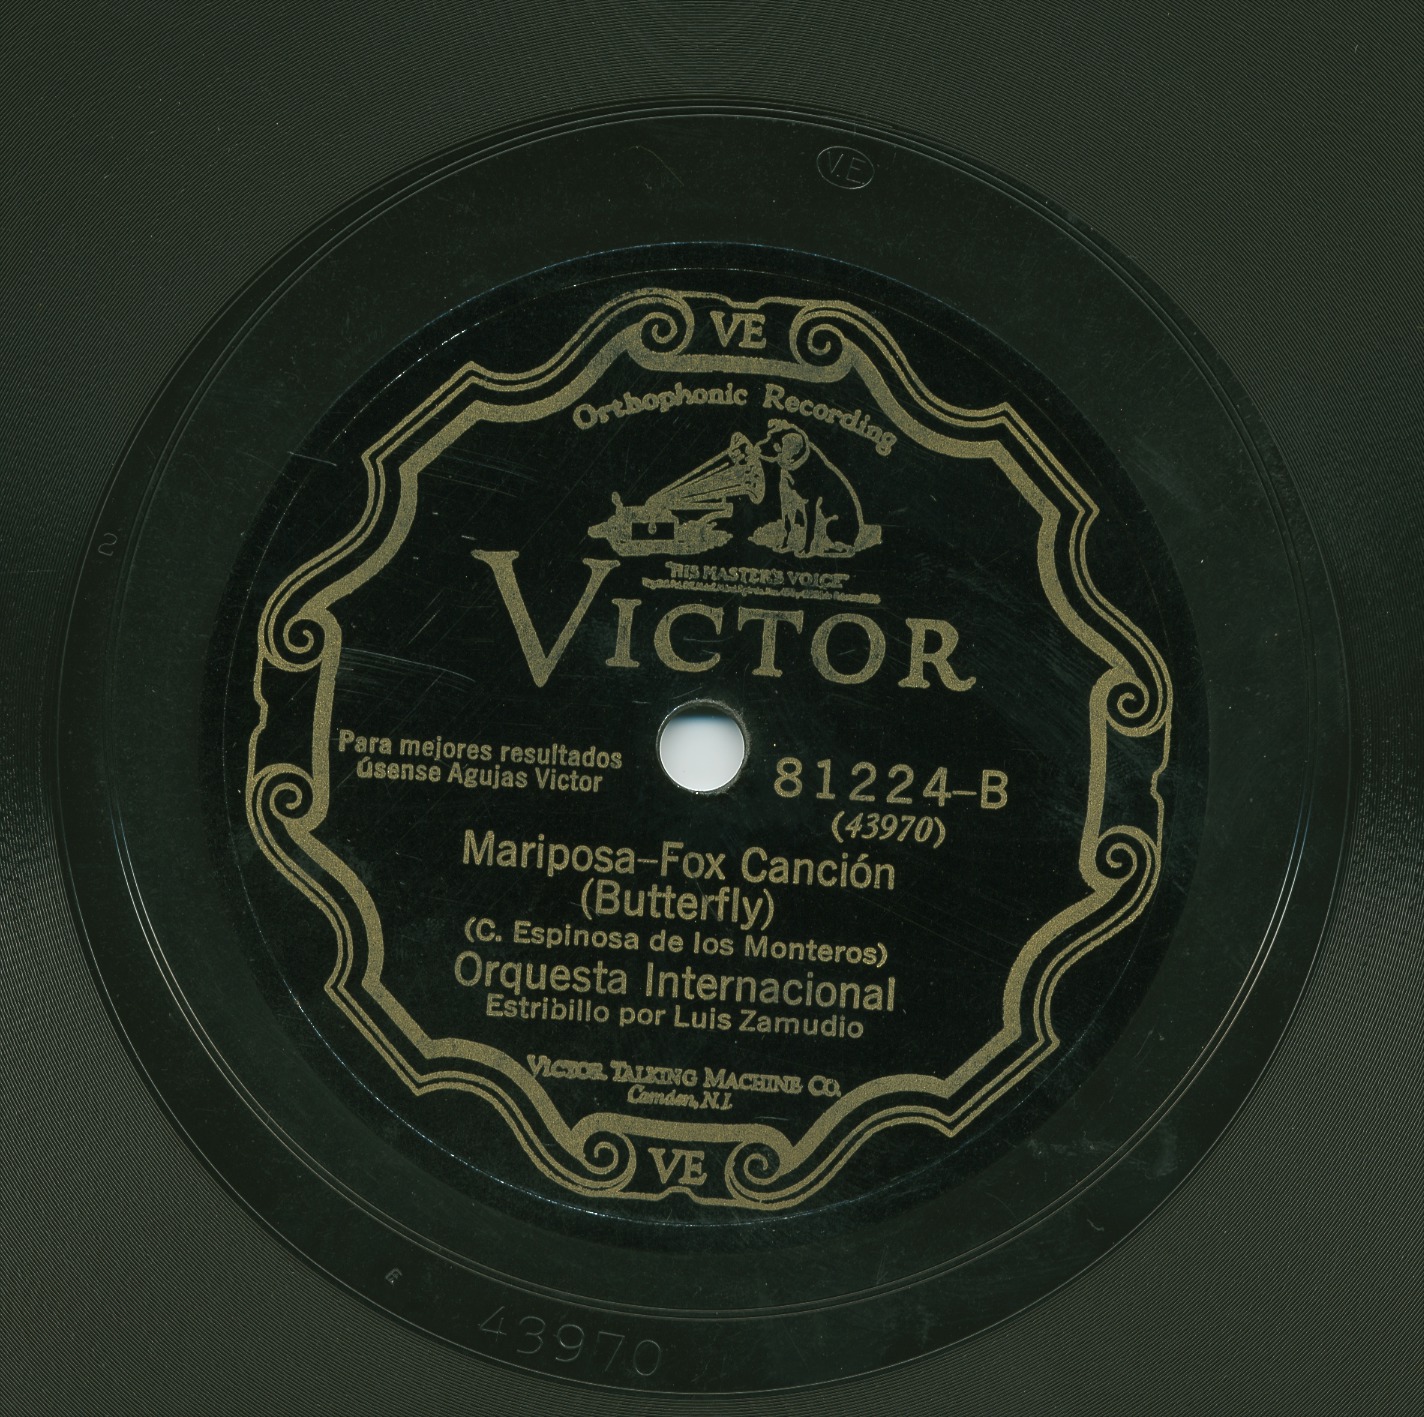 V.E
VE
Orthophonic Recording
"HIS MASTER'S VOICE"
VICTOR
Para mejores resultados
úsense Agujas Victor
81224-B
(43970)
Mariposa-Fox Canción
(Butterfly)
(C. Espinosa de los Monteros)
Orquesta Internacional
Estribillo por Luis Zamudio
VICTOR TALKING MACHINE CO.
Camden, N.J.
VE
2
E
43970